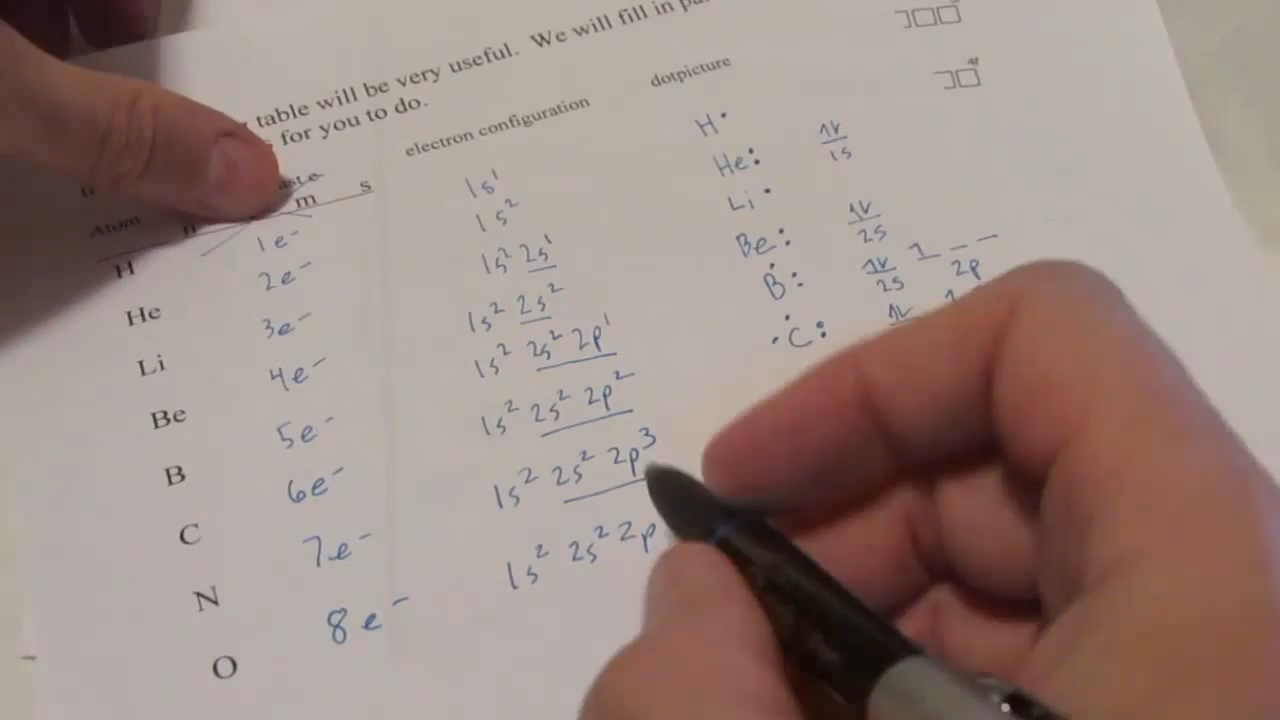 table will be very useful. We will fill in
for you to do.
Atom m s electron configuration dotpicture
H 1e⁻ 1s¹ H·
He 2e⁻ 1s² He: 1s
Li 3e⁻ 1s² 2s¹ Li·
Be 4e⁻ 1s² 2s² Be: 2s
B 5e⁻ 1s² 2s² 2p¹ B: 2s 2p
C 6e⁻ 1s² 2s² 2p² ·C:
N 7e⁻ 1s² 2s² 2p³
O 8e⁻ 1s² 2s² 2p